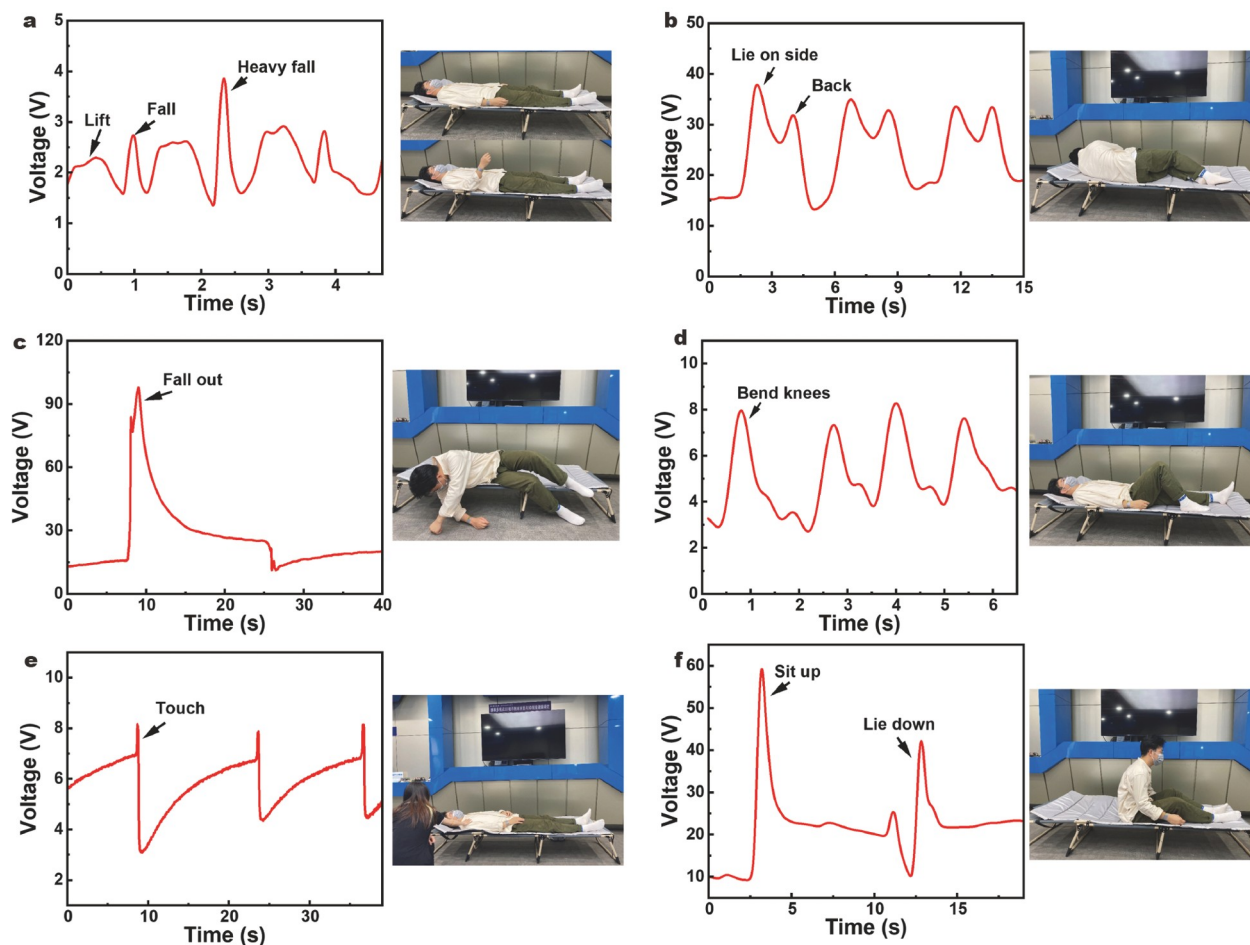 a
Voltage (V)
5
4
3
2
1
0
Lift
Fall
Heavy fall
0 1 2 3 4
Time (s)
b
Voltage (V)
50
40
30
20
10
0
Lie on side
Back
0 3 6 9 12 15
Time (s)
c
Voltage (V)
120
90
60
30
0
Fall out
0 10 20 30 40
Time (s)
d
Voltage (V)
10
8
6
4
2
0
Bend knees
1 2 3 4 5 6
Time (s)
e
Voltage (V)
10
8
6
4
2
Touch
0 10 20 30
Time (s)
f
Voltage (V)
60
50
40
30
20
10
Sit up
Lie down
0 5 10 15
Time (s)